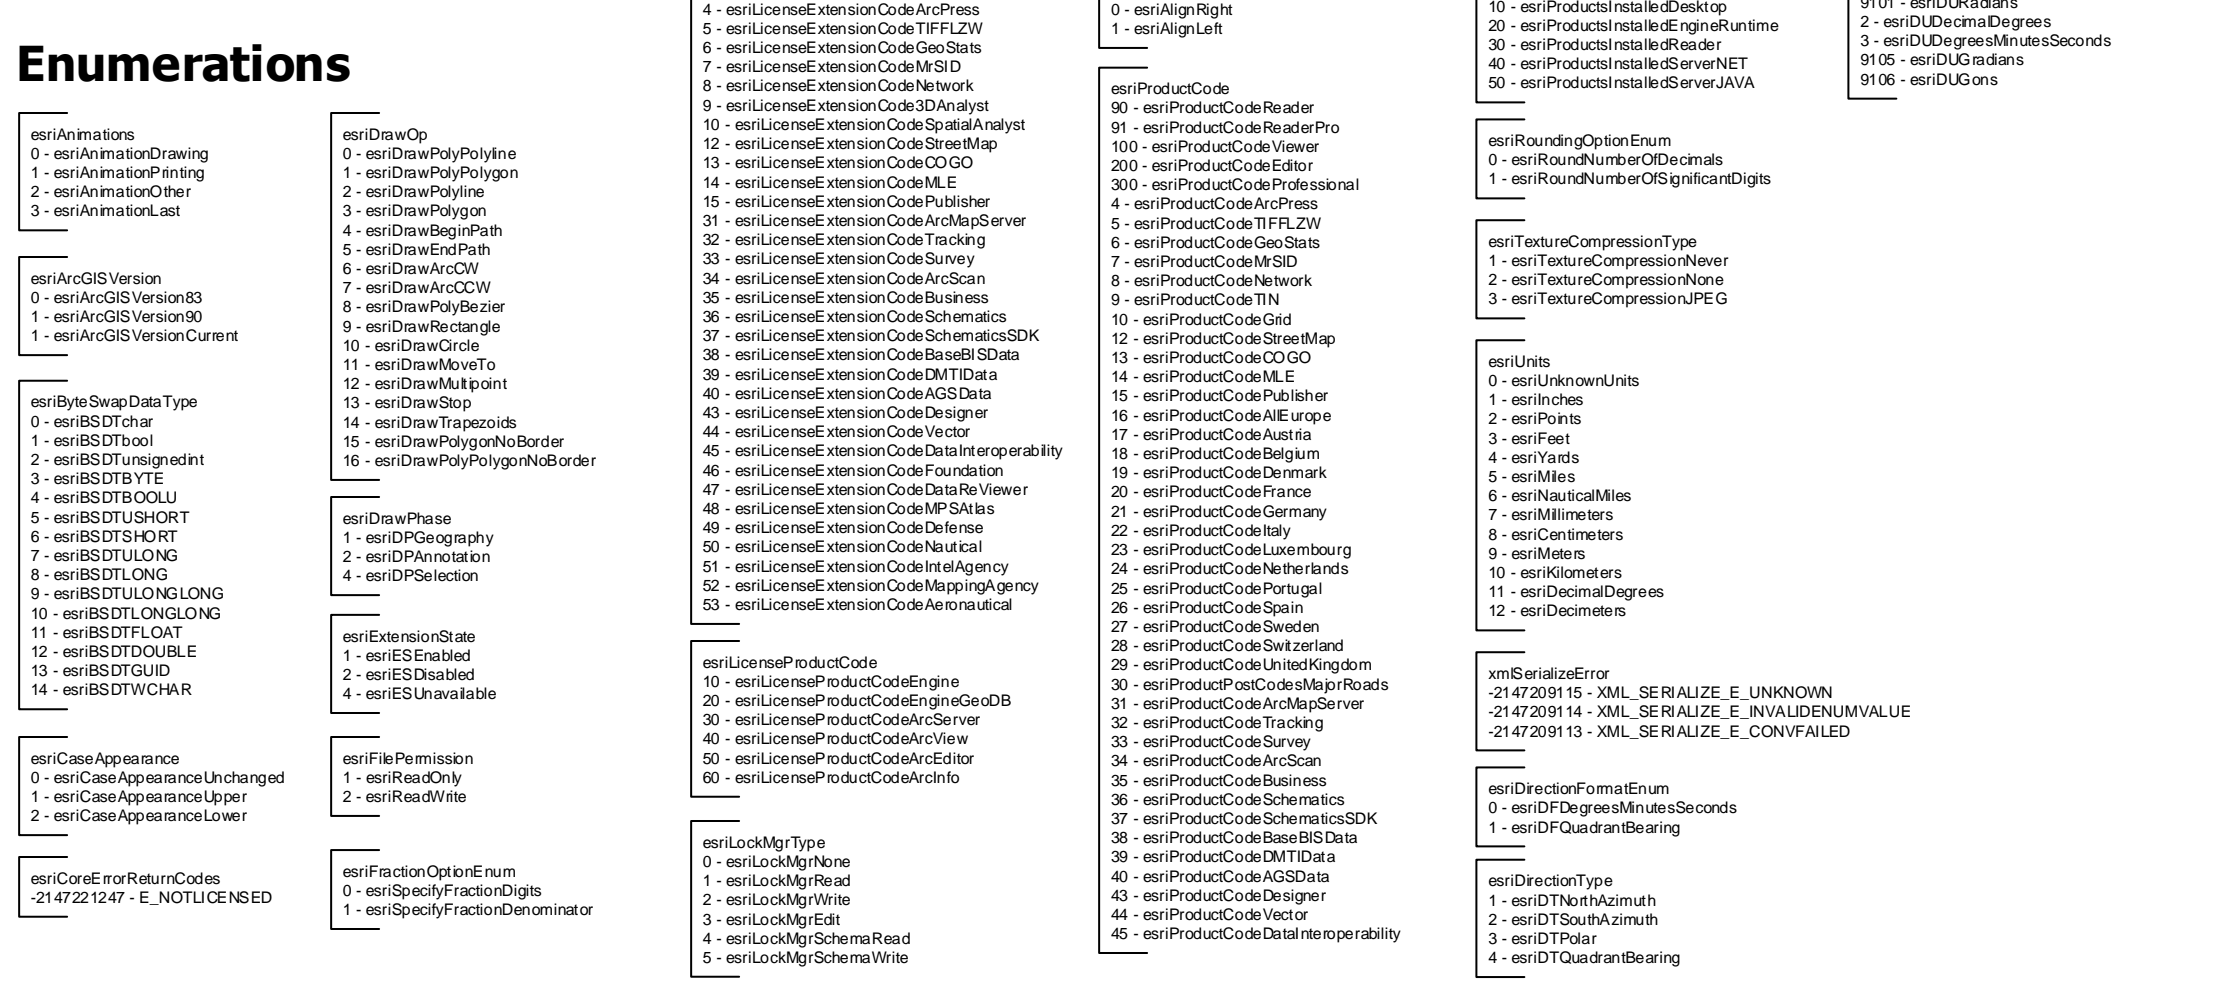 Enumerations
esriAnimations
0 - esriAnimationDrawing
1 - esriAnimationPrinting
2 - esriAnimationOther
3 - esriAnimationLast
esriArcGISVersion
0 - esriArcGISVersion83
1 - esriArcGISVersion90
1 - esriArcGISVersionCurrent
esriByteSwapDataType
0 - esriBSDTchar
1 - esriBSDTbool
2 - esriBSDTunsignedint
3 - esriBSDTBYTE
4 - esriBSDTBOOLU
5 - esriBSDTUSHORT
6 - esriBSDTSHORT
7 - esriBSDTULONG
8 - esriBSDTLONG
9 - esriBSDTULONGLONG
10 - esriBSDTLONGLONG
11 - esriBSDTFLOAT
12 - esriBSDTDOUBLE
13 - esriBSDTGUID
14 - esriBSDTWCHAR
esriCaseAppearance
0 - esriCaseAppearanceUnchanged
1 - esriCaseAppearanceUpper
2 - esriCaseAppearanceLower
esriCoreErrorReturnCodes
-2147221247 - E_NOTLICENSED
esriDrawOp
0 - esriDrawPolyPolyline
1 - esriDrawPolyPolygon
2 - esriDrawPolyline
3 - esriDrawPolygon
4 - esriDrawBeginPath
5 - esriDrawEndPath
6 - esriDrawArcCW
7 - esriDrawArcCCW
8 - esriDrawPolyBezier
9 - esriDrawRectangle
10 - esriDrawCircle
11 - esriDrawMoveTo
12 - esriDrawMultipoint
13 - esriDrawStop
14 - esriDrawTrapezoids
15 - esriDrawPolygonNoBorder
16 - esriDrawPolyPolygonNoBorder
esriDrawPhase
1 - esriDPGeography
2 - esriDPAnnotation
4 - esriDPSelection
esriExtensionState
1 - esriESEnabled
2 - esriESDisabled
4 - esriESUnavailable
esriFilePermission
1 - esriReadOnly
2 - esriReadWrite
esriFractionOptionEnum
0 - esriSpecifyFractionDigits
1 - esriSpecifyFractionDenominator
4 - esriLicenseExtensionCodeArcPress
5 - esriLicenseExtensionCodeTIFFLZW
6 - esriLicenseExtensionCodeGeoStats
7 - esriLicenseExtensionCodeMrSID
8 - esriLicenseExtensionCodeNetwork
9 - esriLicenseExtensionCode3DAnalyst
10 - esriLicenseExtensionCodeSpatialAnalyst
12 - esriLicenseExtensionCodeStreetMap
13 - esriLicenseExtensionCodeCOGO
14 - esriLicenseExtensionCodeMLE
15 - esriLicenseExtensionCodePublisher
31 - esriLicenseExtensionCodeArcMapServer
32 - esriLicenseExtensionCodeTracking
33 - esriLicenseExtensionCodeSurvey
34 - esriLicenseExtensionCodeArcScan
35 - esriLicenseExtensionCodeBusiness
36 - esriLicenseExtensionCodeSchematics
37 - esriLicenseExtensionCodeSchematicsSDK
38 - esriLicenseExtensionCodeBaseBISData
39 - esriLicenseExtensionCodeDMTIData
40 - esriLicenseExtensionCodeAGSData
43 - esriLicenseExtensionCodeDesigner
44 - esriLicenseExtensionCodeVector
45 - esriLicenseExtensionCodeDataInteroperability
46 - esriLicenseExtensionCodeFoundation
47 - esriLicenseExtensionCodeDataReViewer
48 - esriLicenseExtensionCodeMPSAtlas
49 - esriLicenseExtensionCodeDefense
50 - esriLicenseExtensionCodeNautical
51 - esriLicenseExtensionCodeIntelAgency
52 - esriLicenseExtensionCodeMappingAgency
53 - esriLicenseExtensionCodeAeronautical
esriLicenseProductCode
10 - esriLicenseProductCodeEngine
20 - esriLicenseProductCodeEngineGeoDB
30 - esriLicenseProductCodeArcServer
40 - esriLicenseProductCodeArcView
50 - esriLicenseProductCodeArcEditor
60 - esriLicenseProductCodeArcInfo
esriLockMgrType
0 - esriLockMgrNone
1 - esriLockMgrRead
2 - esriLockMgrWrite
3 - esriLockMgrEdit
4 - esriLockMgrSchemaRead
5 - esriLockMgrSchemaWrite
0 - esriAlignRight
1 - esriAlignLeft
esriProductCode
90 - esriProductCodeReader
91 - esriProductCodeReaderPro
100 - esriProductCodeViewer
200 - esriProductCodeEditor
300 - esriProductCodeProfessional
4 - esriProductCodeArcPress
5 - esriProductCodeTIFFLZW
6 - esriProductCodeGeoStats
7 - esriProductCodeMrSID
8 - esriProductCodeNetwork
9 - esriProductCodeTIN
10 - esriProductCodeGrid
12 - esriProductCodeStreetMap
13 - esriProductCodeCOGO
14 - esriProductCodeMLE
15 - esriProductCodePublisher
16 - esriProductCodeAllEurope
17 - esriProductCodeAustria
18 - esriProductCodeBelgium
19 - esriProductCodeDenmark
20 - esriProductCodeFrance
21 - esriProductCodeGermany
22 - esriProductCodeItaly
23 - esriProductCodeLuxembourg
24 - esriProductCodeNetherlands
25 - esriProductCodePortugal
26 - esriProductCodeSpain
27 - esriProductCodeSweden
28 - esriProductCodeSwitzerland
29 - esriProductCodeUnitedKingdom
30 - esriProductPostCodesMajorRoads
31 - esriProductCodeArcMapServer
32 - esriProductCodeTracking
33 - esriProductCodeSurvey
34 - esriProductCodeArcScan
35 - esriProductCodeBusiness
36 - esriProductCodeSchematics
37 - esriProductCodeSchematicsSDK
38 - esriProductCodeBaseBISData
39 - esriProductCodeDMTIData
40 - esriProductCodeAGSData
43 - esriProductCodeDesigner
44 - esriProductCodeVector
45 - esriProductCodeDataInteroperability
10 - esriProductsInstalledDesktop
20 - esriProductsInstalledEngineRuntime
30 - esriProductsInstalledReader
40 - esriProductsInstalledServerNET
50 - esriProductsInstalledServerJAVA
esriRoundingOptionEnum
0 - esriRoundNumberOfDecimals
1 - esriRoundNumberOfSignificantDigits
esriTextureCompressionType
1 - esriTextureCompressionNever
2 - esriTextureCompressionNone
3 - esriTextureCompressionJPEG
esriUnits
0 - esriUnknownUnits
1 - esriInches
2 - esriPoints
3 - esriFeet
4 - esriYards
5 - esriMiles
6 - esriNauticalMiles
7 - esriMillimeters
8 - esriCentimeters
9 - esriMeters
10 - esriKilometers
11 - esriDecimalDegrees
12 - esriDecimeters
xmlSerializeError
-2147209115 - XML_SERIALIZE_E_UNKNOWN
-2147209114 - XML_SERIALIZE_E_INVALIDENUMVALUE
-2147209113 - XML_SERIALIZE_E_CONVFAILED
esriDirectionFormatEnum
0 - esriDFDegreesMinutesSeconds
1 - esriDFQuadrantBearing
esriDirectionType
1 - esriDTNorthAzimuth
2 - esriDTSouthAzimuth
3 - esriDTPolar
4 - esriDTQuadrantBearing
9101 - esriDURadians
2 - esriDUDecimalDegrees
3 - esriDUDegreesMinutesSeconds
9105 - esriDUGradians
9106 - esriDUGons